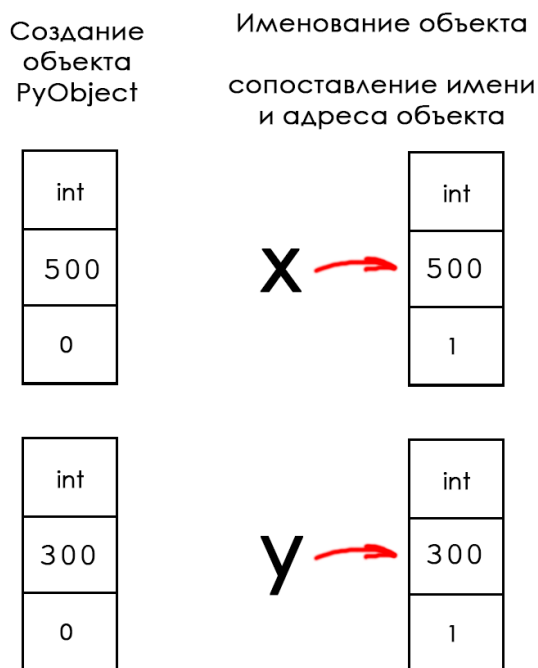 Создание
объекта
PyObject
Именование объекта
сопоставление имени
и адреса объекта
int
500
0
x
int
500
1
int
300
0
y
int
300
1